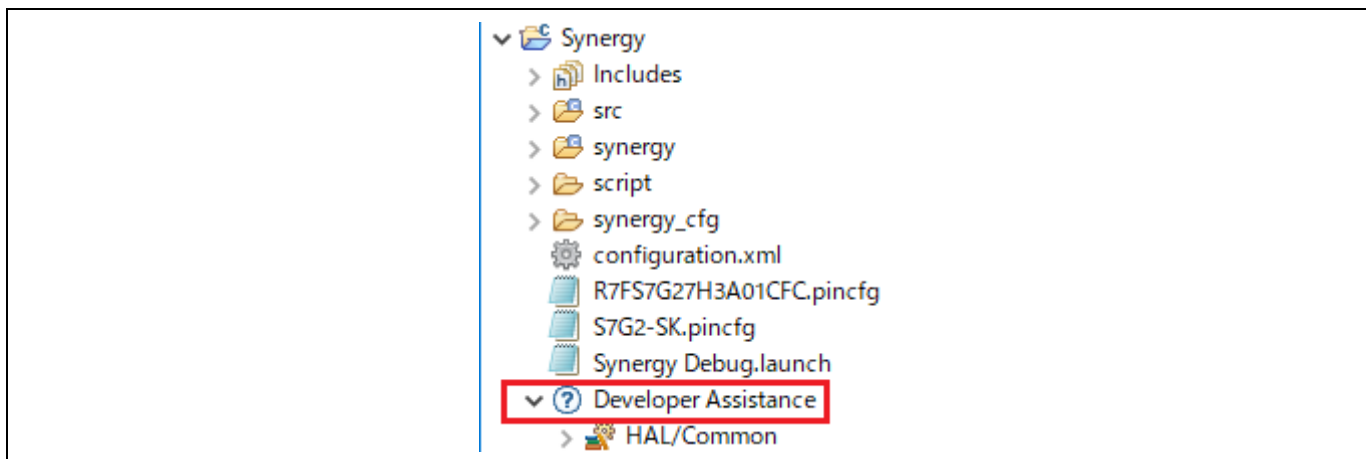 Synergy
Includes
src
synergy
script
synergy_cfg
configuration.xml
R7FS7G27H3A01CFC.pincfg
S7G2-SK.pincfg
Synergy Debug.launch
Developer Assistance
HAL/Common